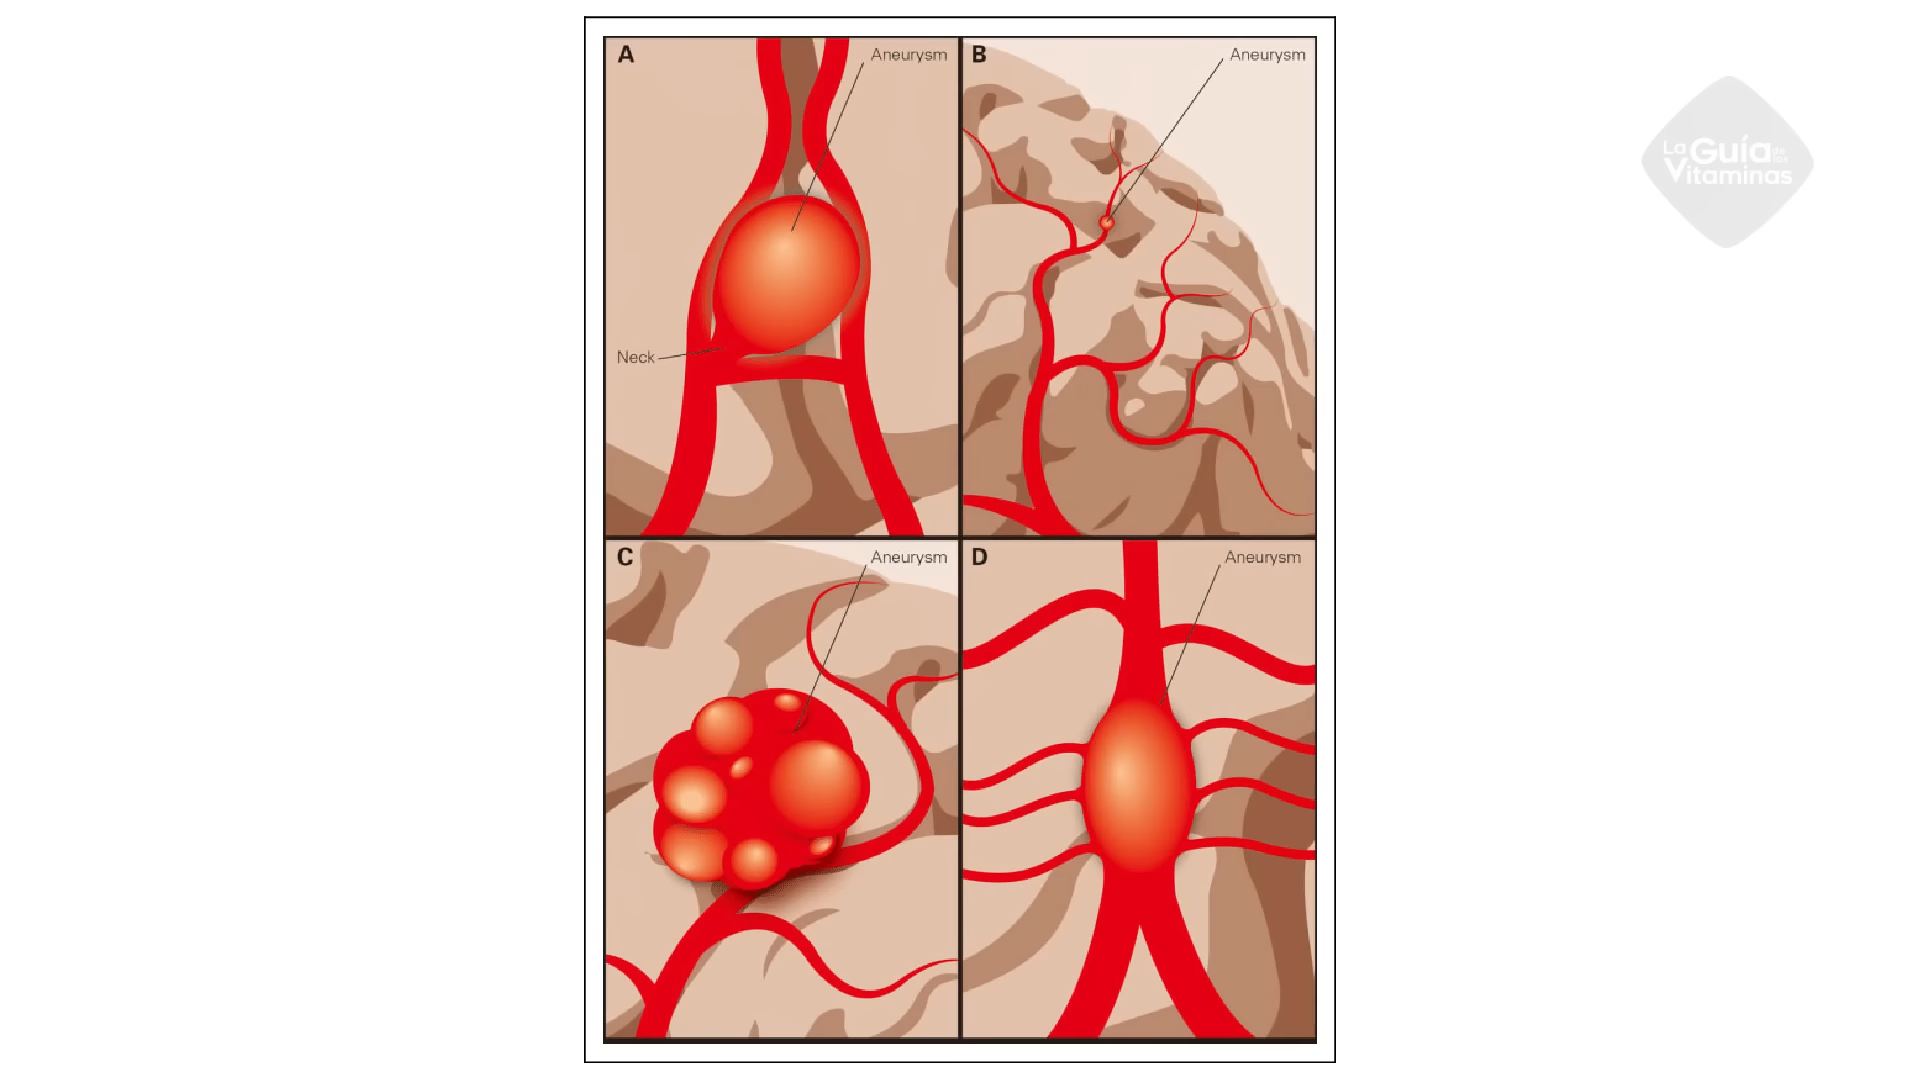 A
Aneurysm
B
Aneurysm
Neck
C
Aneurysm
D
Aneurysm
La Guía de las
Vitaminas